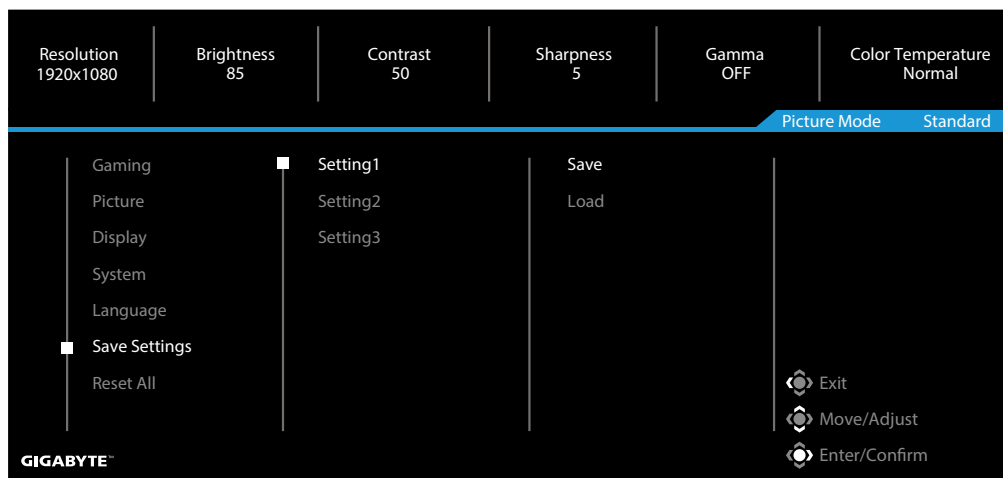 Resolution
1920x1080
Brightness
85
Contrast
50
Sharpness
5
Gamma
OFF
Color Temperature
Normal
Picture Mode Standard
Gaming
Picture
Display
System
Language
Save Settings
Reset All
Setting1
Setting2
Setting3
Save
Load
Exit
Move/Adjust
Enter/Confirm
GIGABYTE™